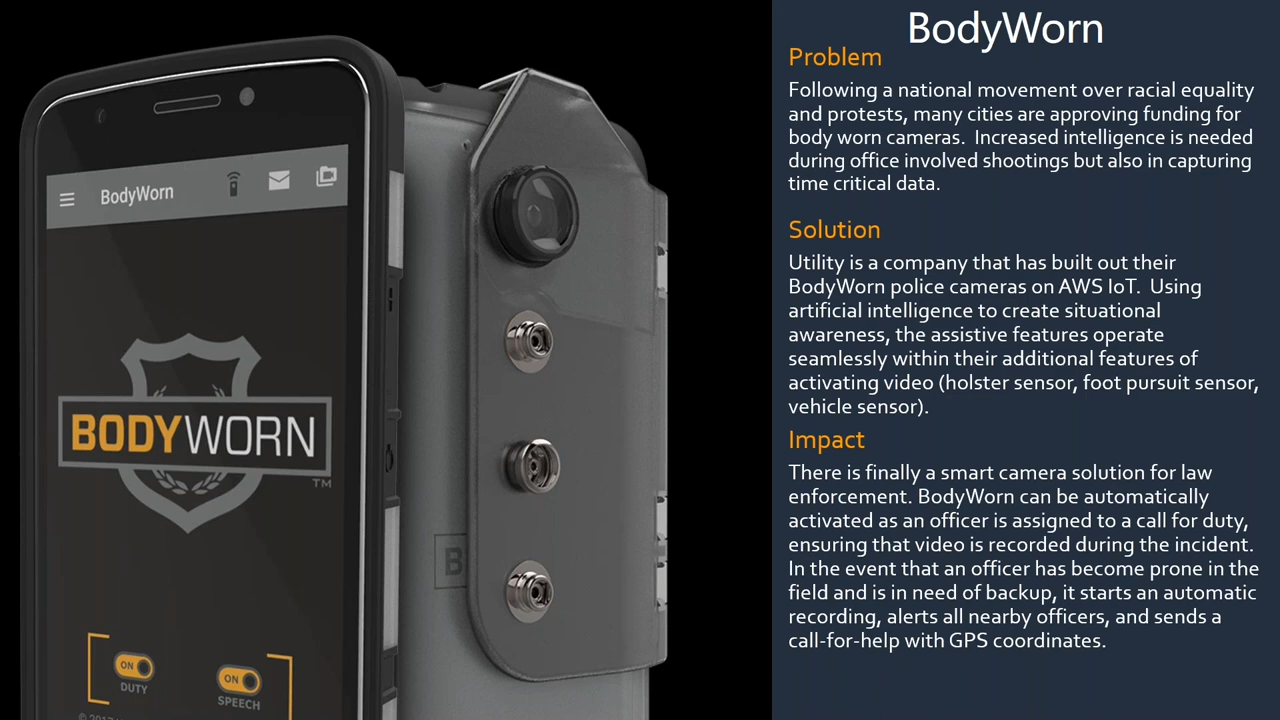 BodyWorn
BODYWORN
TM
ON
DUTY
ON
SPEECH
B
BodyWorn
Problem
Following a national movement over racial equality
and protests, many cities are approving funding for
body worn cameras. Increased intelligence is needed
during office involved shootings but also in capturing
time critical data.
Solution
Utility is a company that has built out their
BodyWorn police cameras on AWS IoT. Using
artificial intelligence to create situational
awareness, the assistive features operate
seamlessly within their additional features of
activating video (holster sensor, foot pursuit sensor,
vehicle sensor).
Impact
There is finally a smart camera solution for law
enforcement. BodyWorn can be automatically
activated as an officer is assigned to a call for duty,
ensuring that video is recorded during the incident.
In the event that an officer has become prone in the
field and is in need of backup, it starts an automatic
recording, alerts all nearby officers, and sends a
call-for-help with GPS coordinates.